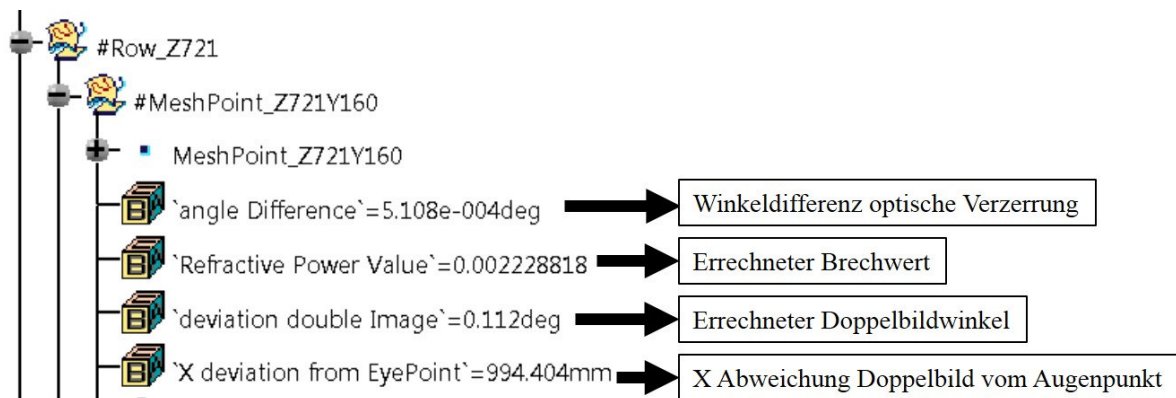 #Row_Z721
#MeshPoint_Z721Y160
MeshPoint_Z721Y160
`angle Difference`=5.108e-004deg
Winkeldifferenz optische Verzerrung
`Refractive Power Value`=0.002228818
Errechneter Brechwert
`deviation double Image`=0.112deg
Errechneter Doppelbildwinkel
`X deviation from EyePoint`=994.404mm
X Abweichung Doppelbild vom Augenpunkt